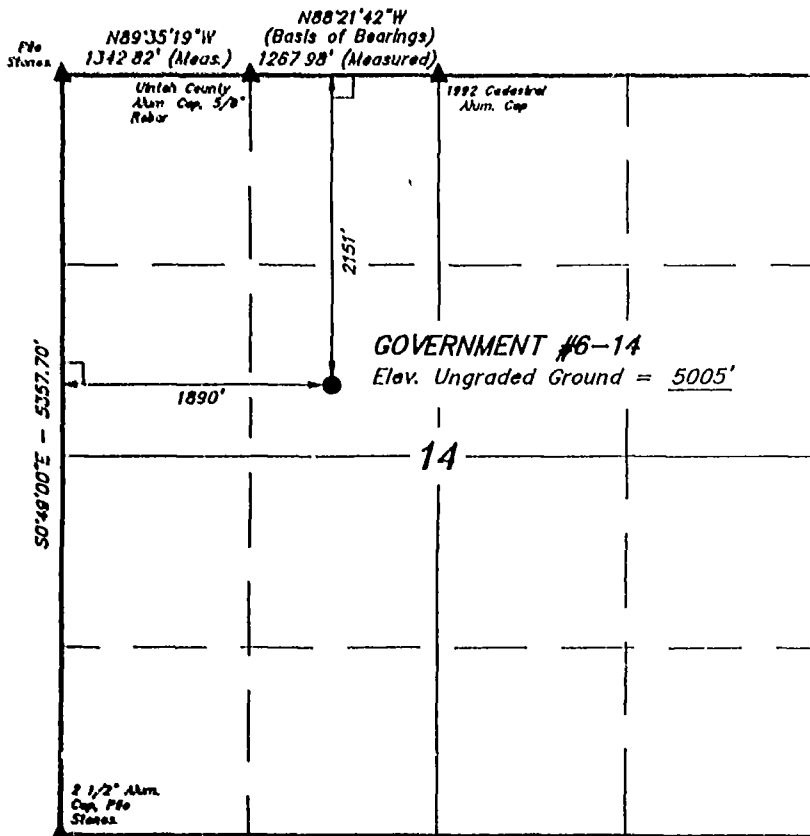 N88°21'42"W
N89°35'19"W
(Basis of Bearings)
1342.82' (Meas.)
1267.98' (Measured)
Pile
Stones
Uintah County
Alum. Cap, 5/8"
Rebar
1992 Cadastral
Alum. Cap
2151'
GOVERNMENT #6-14
Elev. Ungraded Ground = 5005'
1890'
14
S0°49'00"E - 5357.70'
2 1/2" Alum.
Cap, Pile
Stones